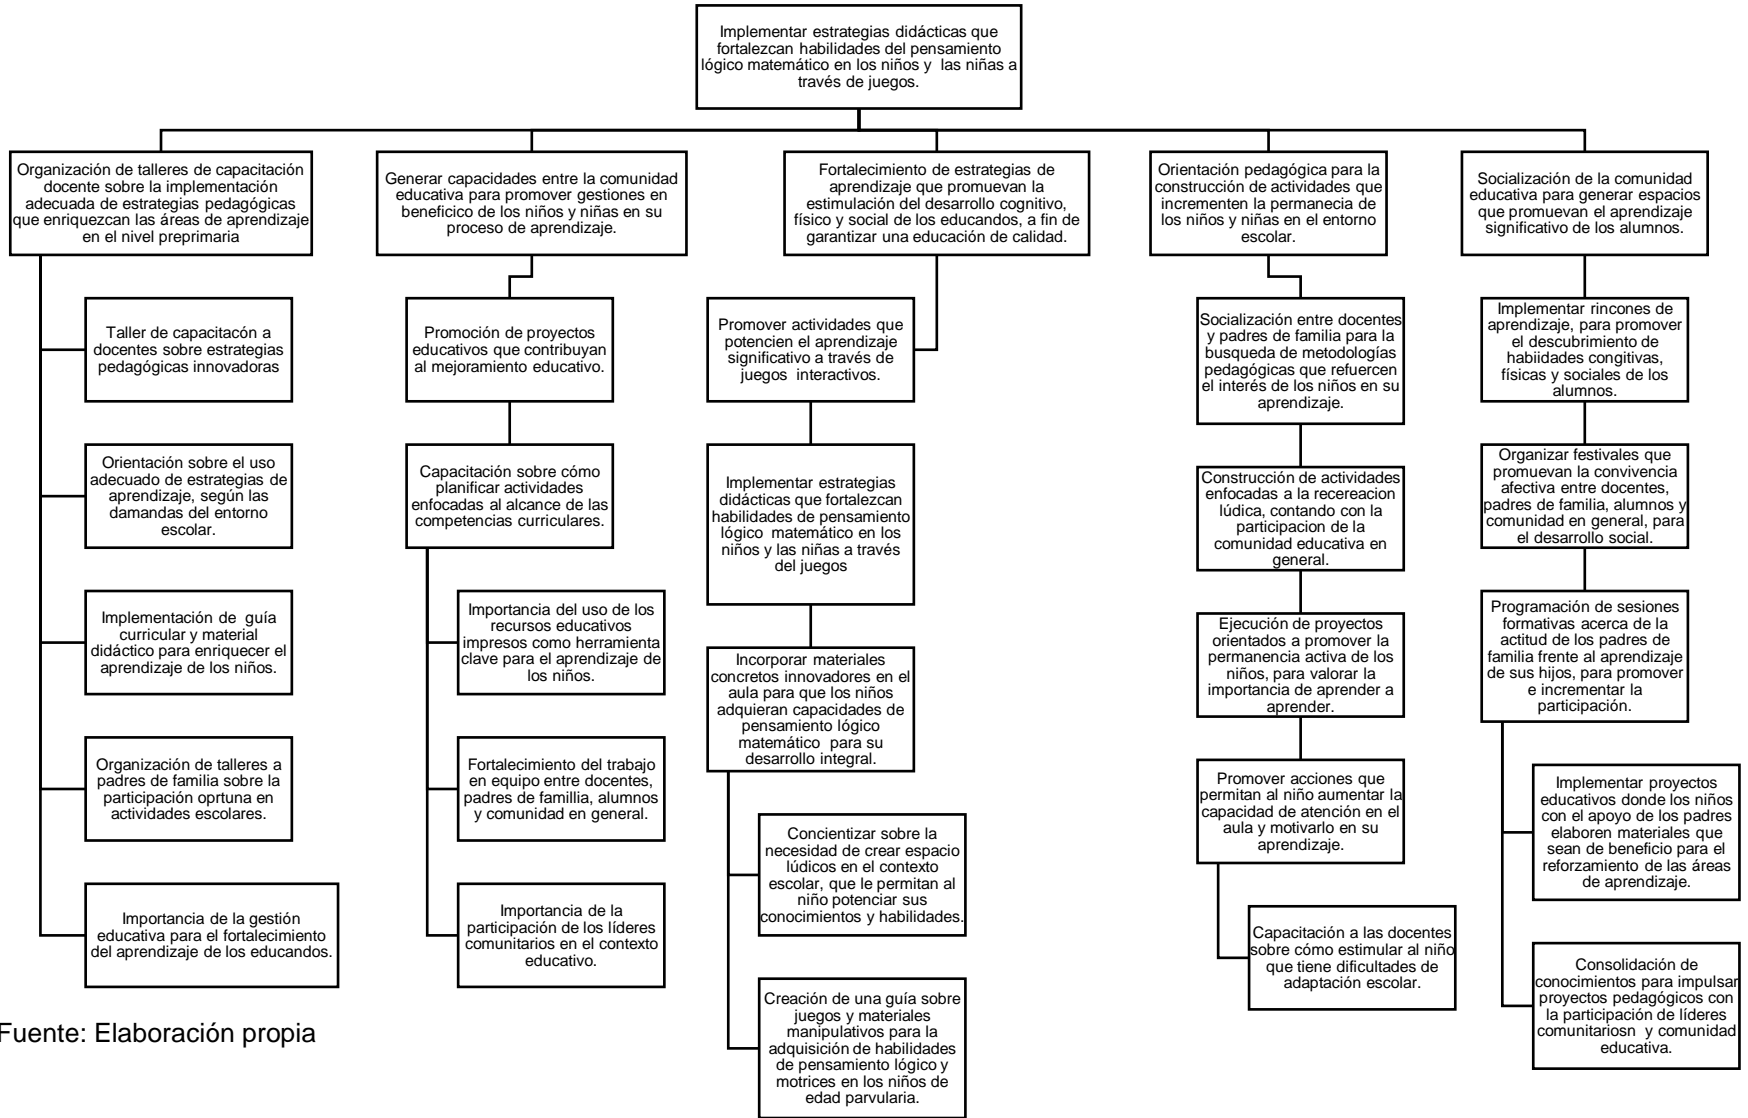 Implementar estrategias didácticas que
fortalezcan habilidades del pensamiento
lógico matemático en los niños y las niñas a
través de juegos.
Organización de talleres de capacitación
docente sobre la implementación
adecuada de estrategias pedagógicas
que enriquezcan las áreas de aprendizaje
en el nivel preprimaria
Taller de capacitacón a
docentes sobre estrategias
pedagógicas innovadoras
Orientación sobre el uso
adecuado de estrategias de
aprendizaje, según las
damandas del entorno
escolar.
Implementación de guía
curricular y material
didáctico para enriquecer el
aprendizaje de los niños.
Organización de talleres a
padres de familia sobre la
participación oprtuna en
actividades escolares.
Importancia de la gestión
educativa para el fortalecimiento
del aprendizaje de los educandos.
Generar capacidades entre la comunidad
educativa para promover gestiones en
beneficico de los niños y niñas en su
proceso de aprendizaje.
Promoción de proyectos
educativos que contribuyan
al mejoramiento educativo.
Capacitación sobre cómo
planificar actividades
enfocadas al alcance de las
competencias curriculares.
Importancia del uso de los
recursos educativos
impresos como herramienta
clave para el aprendizaje de
los niños.
Fortalecimiento del trabajo
en equipo entre docentes,
padres de famillia, alumnos
y comunidad en general.
Importancia de la
participación de los líderes
comunitarios en el contexto
educativo.
Fortalecimiento de estrategias de
aprendizaje que promuevan la
estimulación del desarrollo cognitivo,
físico y social de los educandos, a fin de
garantizar una educación de calidad.
Promover actividades que
potencien el aprendizaje
significativo a través de
juegos interactivos.
Implementar estrategias
didácticas que fortalezcan
habilidades de pensamiento
lógico matemático en los
niños y las niñas a través
del juegos
Incorporar materiales
concretos innovadores en el
aula para que los niños
adquieran capacidades de
pensamiento lógico
matemático para su
desarrollo integral.
Concientizar sobre la
necesidad de crear espacio
lúdicos en el contexto
escolar, que le permitan al
niño potenciar sus
conocimientos y habilidades.
Creación de una guía sobre
juegos y materiales
manipulativos para la
adquisición de habilidades
de pensamiento lógico y
motrices en los niños de
edad parvularia.
Orientación pedagógica para la
construcción de actividades que
incrementen la permanecia de
los niños y niñas en el entorno
escolar.
Socialización entre docentes
y padres de familia para la
busqueda de metodologías
pedagógicas que refuercen
el interés de los niños en su
aprendizaje.
Construcción de actividades
enfocadas a la recereacion
lúdica, contando con la
participacion de la
comunidad educativa en
general.
Ejecución de proyectos
orientados a promover la
permanencia activa de los
niños, para valorar la
importancia de aprender a
aprender.
Promover acciones que
permitan al niño aumentar la
capacidad de atención en el
aula y motivarlo en su
aprendizaje.
Capacitación a las docentes
sobre cómo estimular al niño
que tiene dificultades de
adaptación escolar.
Socialización de la comunidad
educativa para generar espacios
que promuevan el aprendizaje
significativo de los alumnos.
Implementar rincones de
aprendizaje, para promover
el descubrimiento de
habiidades congitivas,
físicas y sociales de los
alumnos.
Organizar festivales que
promuevan la convivencia
afectiva entre docentes,
padres de familia, alumnos y
comunidad en general, para
el desarrollo social.
Programación de sesiones
formativas acerca de la
actitud de los padres de
familia frente al aprendizaje
de sus hijos, para promover
e incrementar la
participación.
Implementar proyectos
educativos donde los niños
con el apoyo de los padres
elaboren materiales que
sean de beneficio para el
reforzamiento de las áreas
de aprendizaje.
Consolidación de
conocimientos para impulsar
proyectos pedagógicos con
la participación de líderes
comunitariosn y comunidad
educativa.
Fuente: Elaboración propia